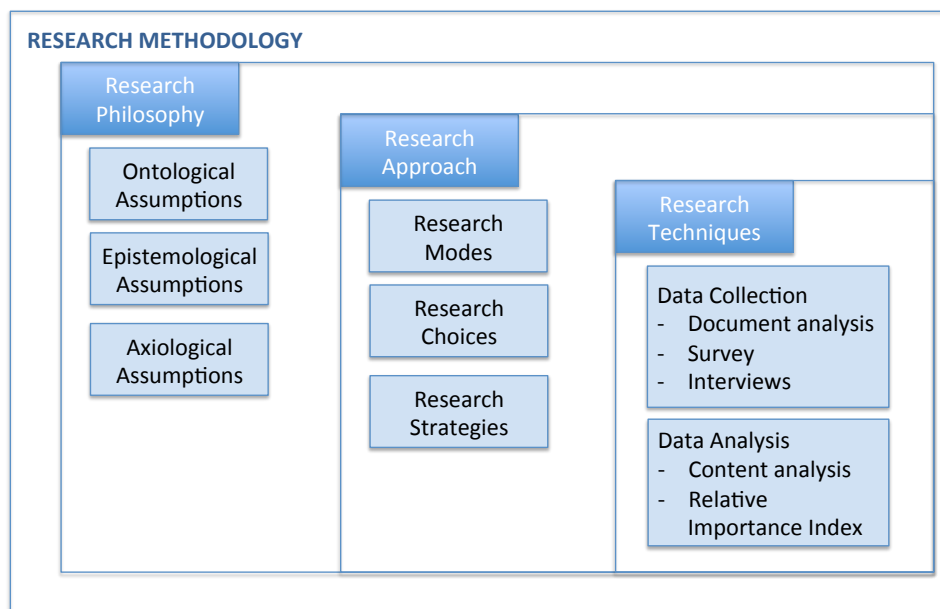 RESEARCH METHODOLOGY
Research
Philosophy
Ontological
Assumptions
Epistemological
Assumptions
Axiological
Assumptions
Research
Approach
Research
Modes
Research
Choices
Research
Strategies
Research
Techniques
Data Collection
- Document analysis
- Survey
- Interviews
Data Analysis
- Content analysis
- Relative
Importance Index